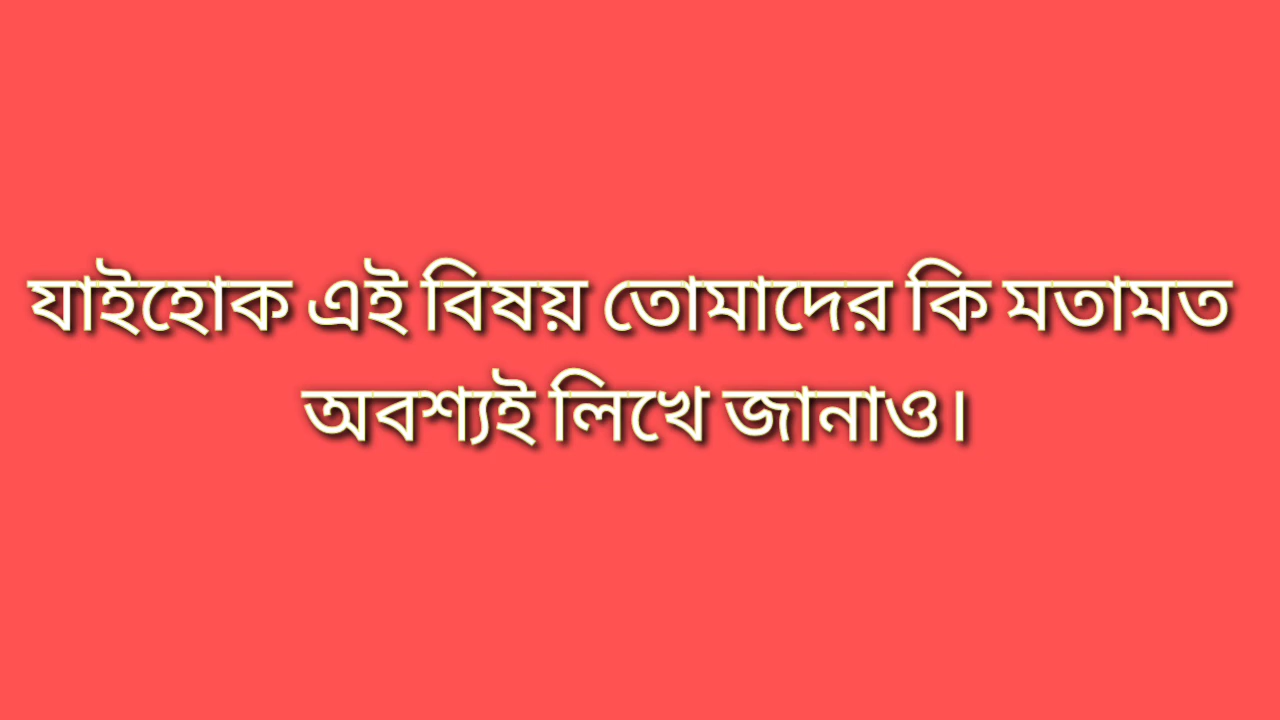 যাইহোক এই বিষয় তোমাদের কি মতামত
অবশ্যই লিখে জানাও।